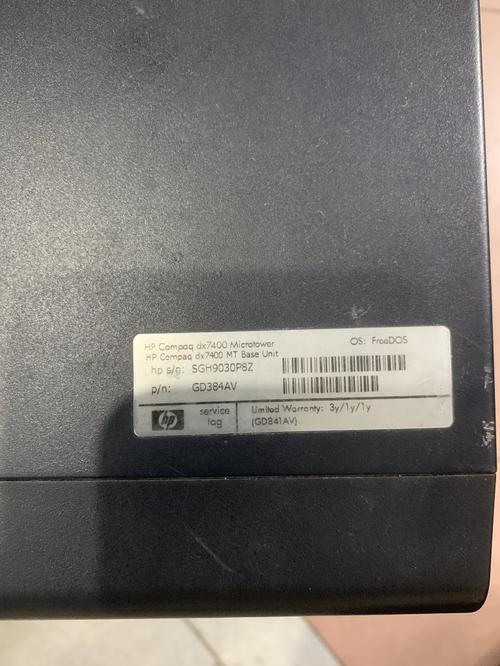 HP Compaq dx7400 Microtower
OS: FreeDOS
HP Compaq dx7400 MT Base Unit
hp s/n: SGH9030P8Z
p/n: GD384AV
hp
service tag
Limited Warranty: 3y/1y/1y
(GD841AV)